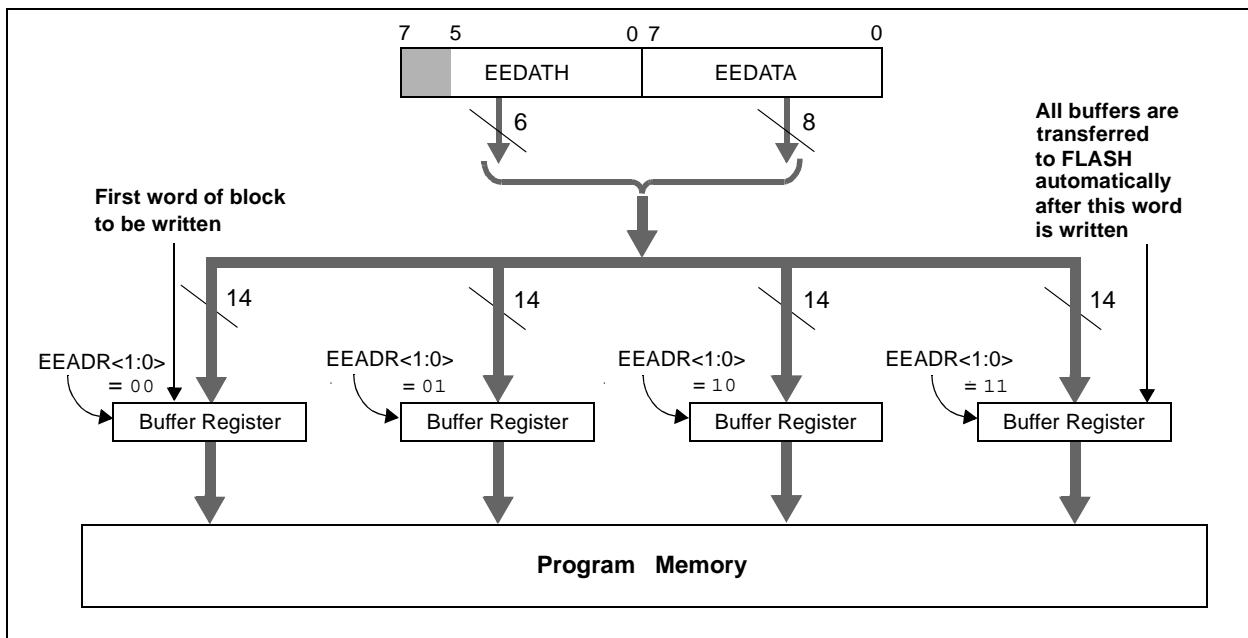 7 5 0 7 0
EEDATH EEDATA
6 8
All buffers are
transferred
to FLASH
automatically
after this word
is written
First word of block
to be written
14 14 14 14
EEADR<1:0> EEADR<1:0> EEADR<1:0> EEADR<1:0>
= 00 = 01 = 10 = 11
Buffer Register Buffer Register Buffer Register Buffer Register
Program Memory